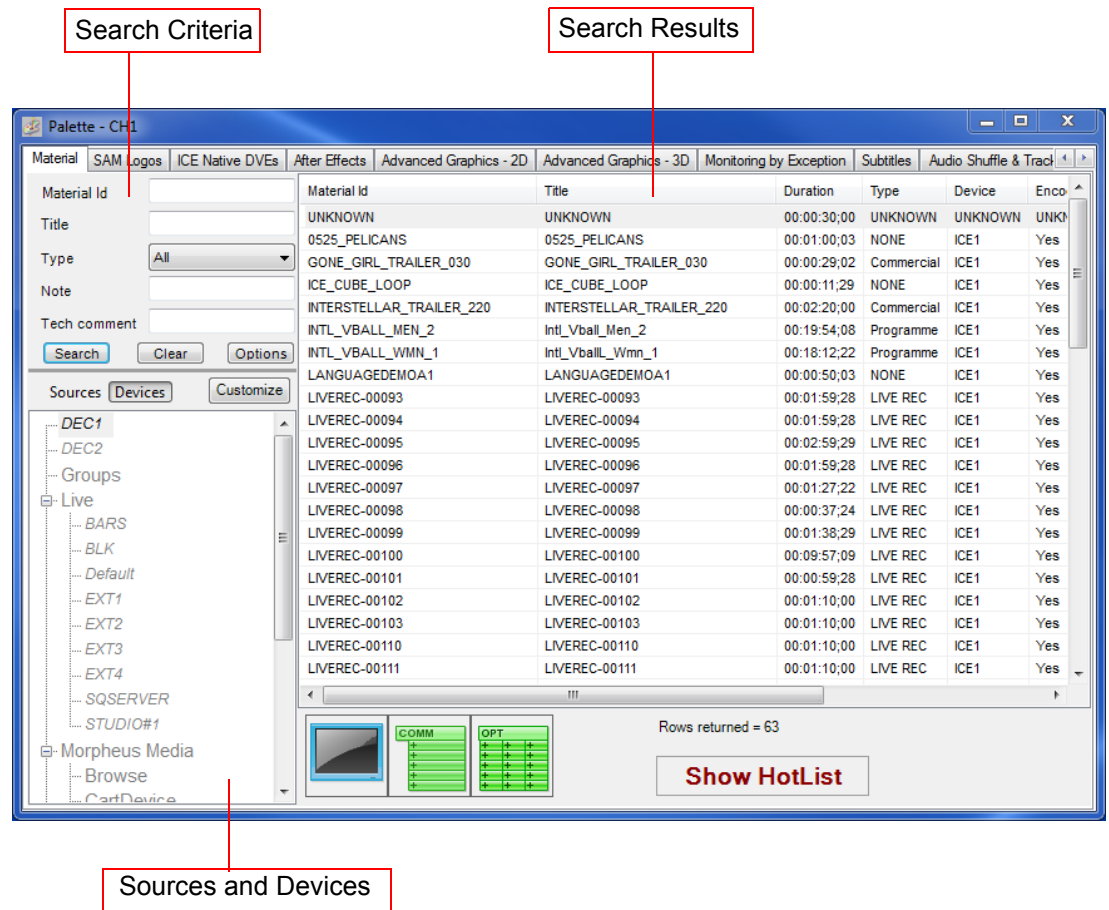 Search Criteria
Search Results
Palette - CH1
Material
SAM Logos
ICE Native DVEs
After Effects
Advanced Graphics - 2D
Advanced Graphics - 3D
Monitoring by Exception
Subtitles
Audio Shuffle & Track
Material Id
Title
Type All
Note
Tech comment
Search Clear Options
Sources Devices Customize
DEC1
DEC2
Groups
Live
BARS
BLK
Default
EXT1
EXT2
EXT3
EXT4
SQSERVER
STUDIO#1
Morpheus Media
Browse
CartDevice
Material Id Title Duration Type Device Enco
UNKNOWN UNKNOWN 00:00:30;00 UNKNOWN UNKNOWN UNKN
0525_PELICANS 0525_PELICANS 00:01:00;03 NONE ICE1 Yes
GONE_GIRL_TRAILER_030 GONE_GIRL_TRAILER_030 00:00:29;02 Commercial ICE1 Yes
ICE_CUBE_LOOP ICE_CUBE_LOOP 00:00:11;29 NONE ICE1 Yes
INTERSTELLAR_TRAILER_220 INTERSTELLAR_TRAILER_220 00:02:20;00 Commercial ICE1 Yes
INTL_VBALL_MEN_2 Intl_Vball_Men_2 00:19:54;08 Programme ICE1 Yes
INTL_VBALL_WMN_1 Intl_VballL_Wmn_1 00:18:12;22 Programme ICE1 Yes
LANGUAGEDEMOA1 LANGUAGEDEMOA1 00:00:50;03 NONE ICE1 Yes
LIVEREC-00093 LIVEREC-00093 00:01:59;28 LIVE REC ICE1 Yes
LIVEREC-00094 LIVEREC-00094 00:01:59;28 LIVE REC ICE1 Yes
LIVEREC-00095 LIVEREC-00095 00:02:59;29 LIVE REC ICE1 Yes
LIVEREC-00096 LIVEREC-00096 00:01:59;28 LIVE REC ICE1 Yes
LIVEREC-00097 LIVEREC-00097 00:01:27;22 LIVE REC ICE1 Yes
LIVEREC-00098 LIVEREC-00098 00:00:37;24 LIVE REC ICE1 Yes
LIVEREC-00099 LIVEREC-00099 00:01:38;29 LIVE REC ICE1 Yes
LIVEREC-00100 LIVEREC-00100 00:09:57;09 LIVE REC ICE1 Yes
LIVEREC-00101 LIVEREC-00101 00:00:59;28 LIVE REC ICE1 Yes
LIVEREC-00102 LIVEREC-00102 00:01:10;00 LIVE REC ICE1 Yes
LIVEREC-00103 LIVEREC-00103 00:01:10;00 LIVE REC ICE1 Yes
LIVEREC-00110 LIVEREC-00110 00:01:10;00 LIVE REC ICE1 Yes
LIVEREC-00111 LIVEREC-00111 00:01:10;00 LIVE REC ICE1 Yes
COMM
OPT
Rows returned = 63
Show HotList
Sources and Devices